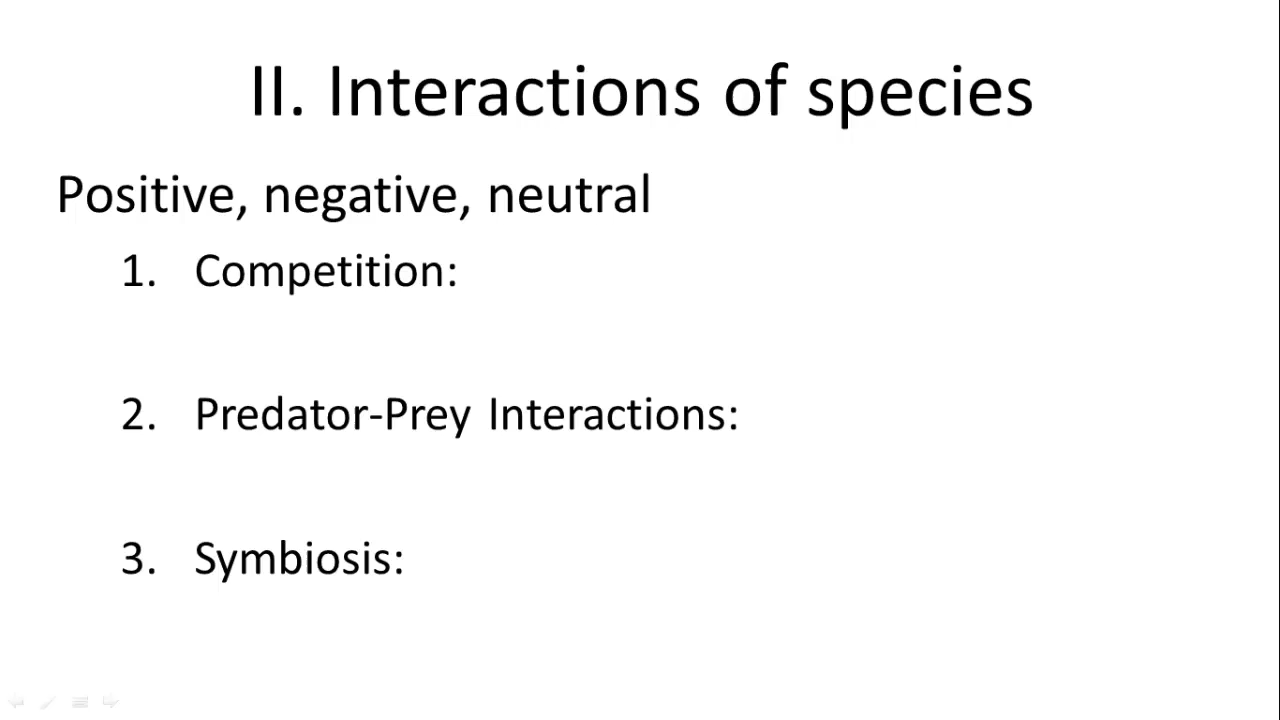 II. Interactions of species
Positive, negative, neutral
1. Competition:
2. Predator-Prey Interactions:
3. Symbiosis: